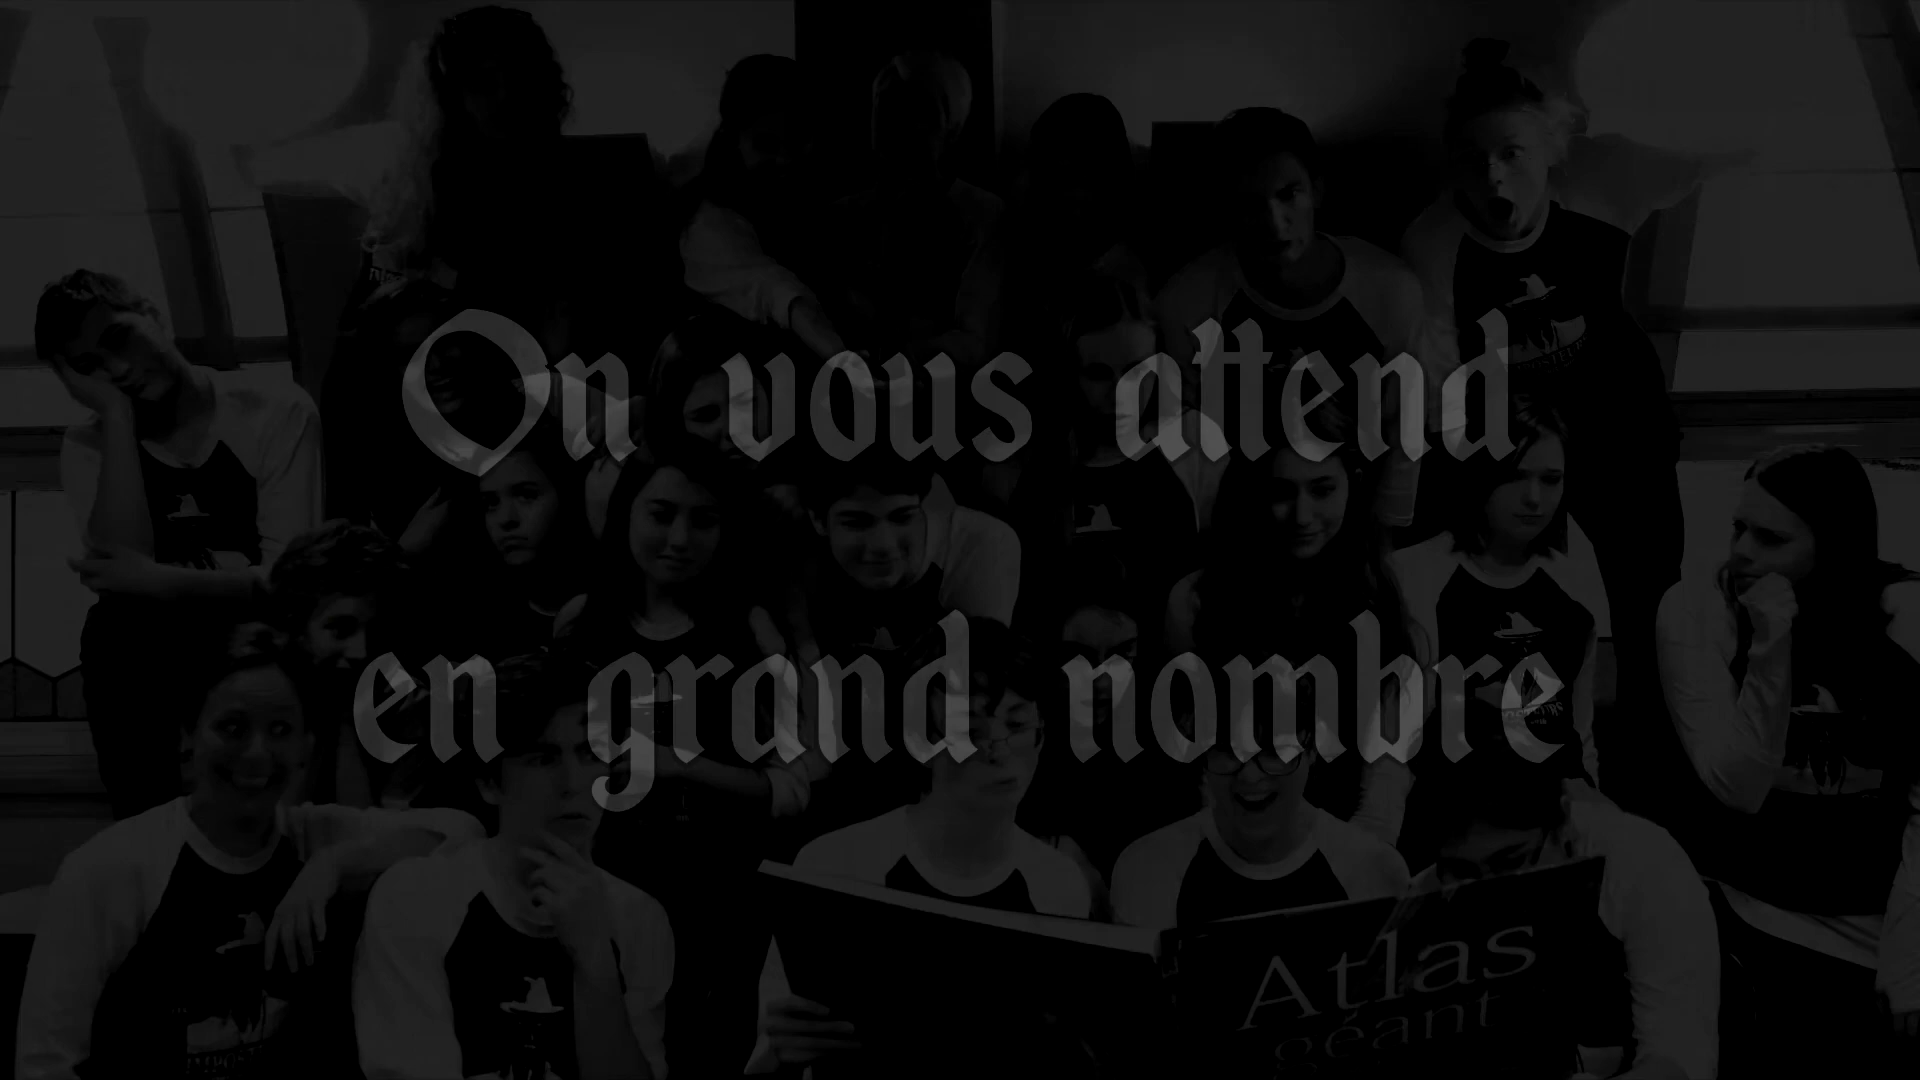 On vous attend
en grand nombre
Atlas
géant